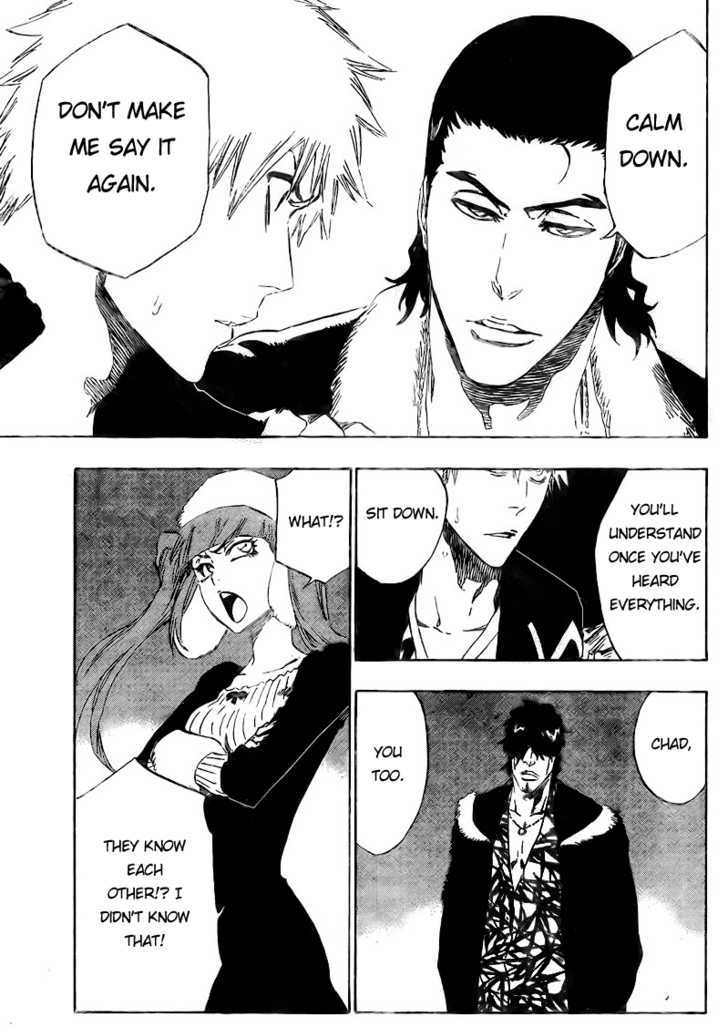 CALM
DOWN.
DON'T MAKE
ME SAY IT
AGAIN.
YOU'LL
UNDERSTAND
ONCE YOU'VE
HEARD
EVERYTHING.
SIT DOWN.
CHAD,
YOU
TOO.
WHAT!?
THEY KNOW
EACH
OTHER!? I
DIDN'T KNOW
THAT!